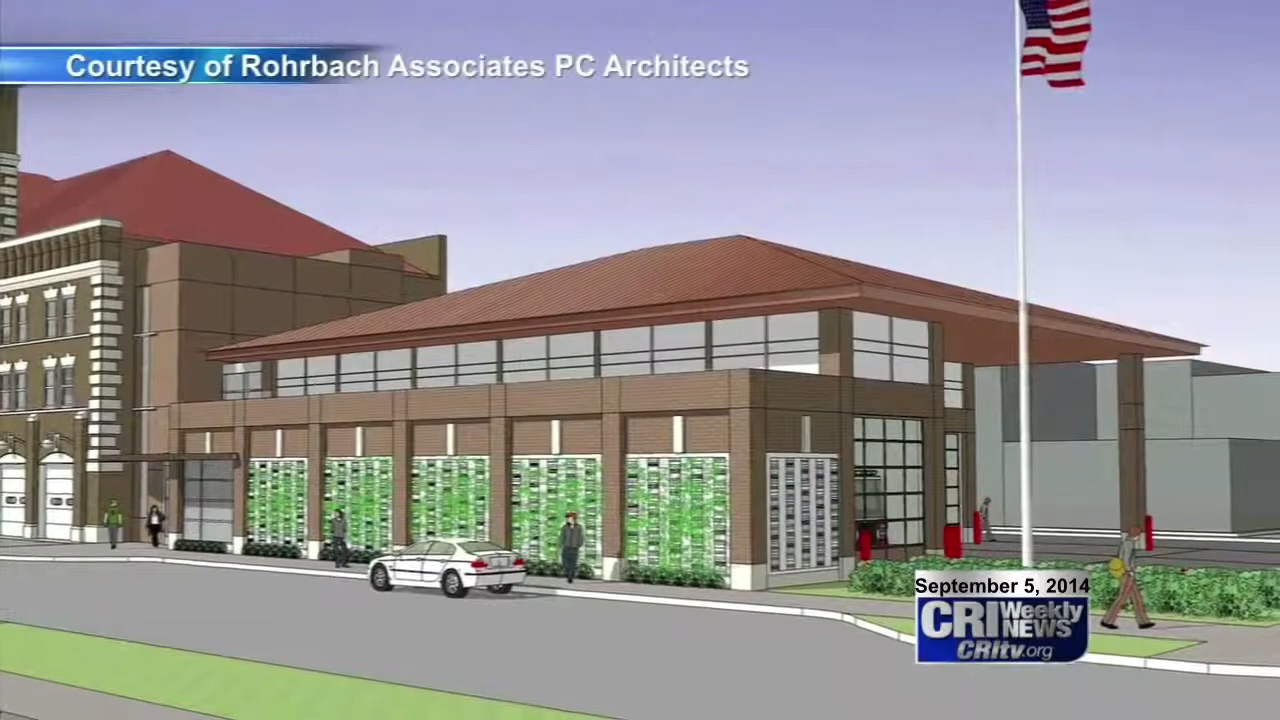 Courtesy of Rohrbach Associates PC Architects
September 5, 2014
CRI Weekly NEWS
CRItv.org